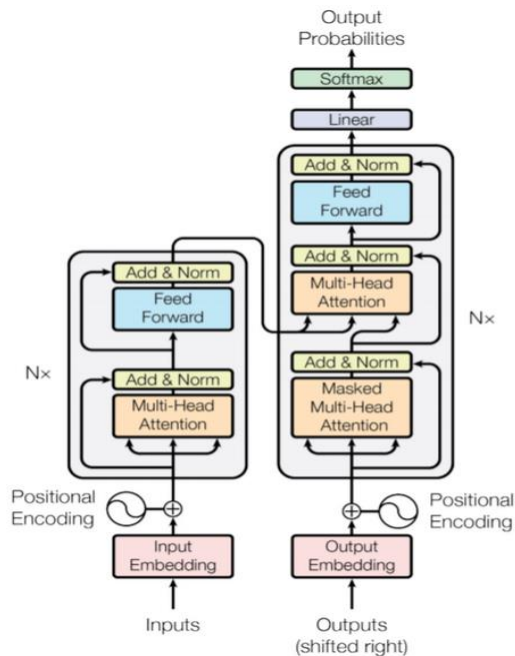 Output
Probabilities
Softmax
Linear
Add & Norm
Feed
Forward
Add & Norm
Multi-Head
Attention
Add & Norm
Masked
Multi-Head
Attention
N×
Add & Norm
Feed
Forward
N×
Add & Norm
Multi-Head
Attention
Positional
Encoding
Positional
Encoding
Input
Embedding
Output
Embedding
Inputs
Outputs
(shifted right)